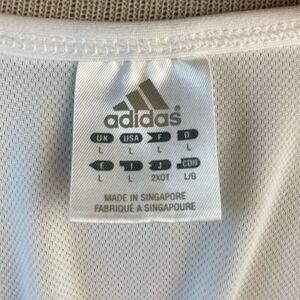 adidas®
UK USA F D
L L L L
E I J CDN
L L 2XOT L/G
MADE IN SINGAPORE
FABRIQUÉ A SINGAPOURE